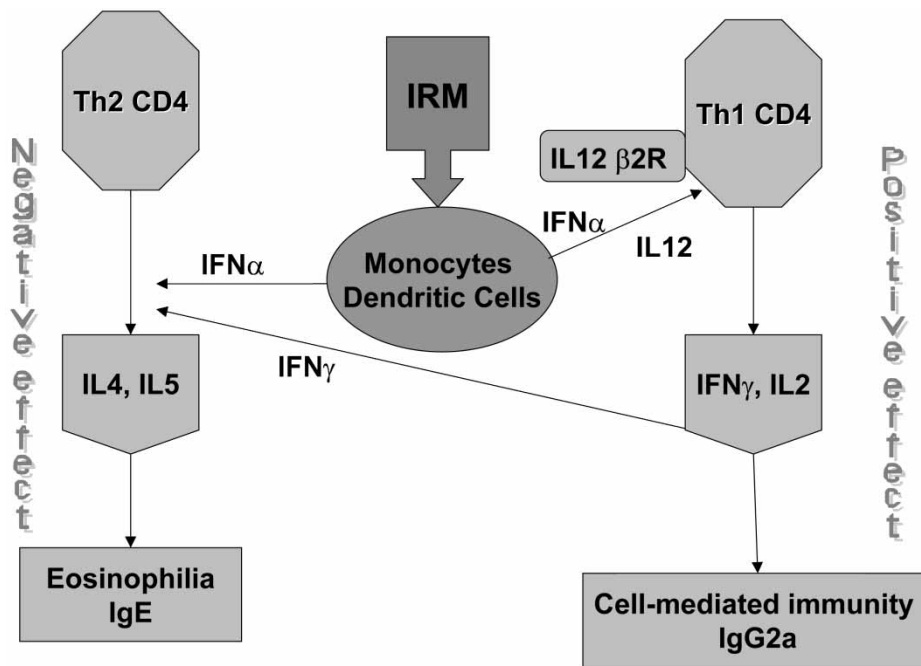 Th2 CD4
IRM
Th1 CD4
IL12 β2R
IFNα
IL12
Monocytes
Dendritic Cells
IFNα
IFNγ
IL4, IL5
IFNγ, IL2
Eosinophilia
IgE
Cell-mediated immunity
IgG2a
Negative effect
Positive effect